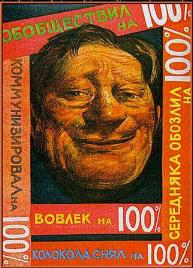 ОБОБЩЕСТВИЛ НА 100%
КОММУНИЗИРОВАЛ НА 100%
СЕРЕДНЯКА ОБОЗЛИЛ НА 100%
ВОВЛЕК НА 100%
КОЛОКОЛА СНЯЛ НА 100%